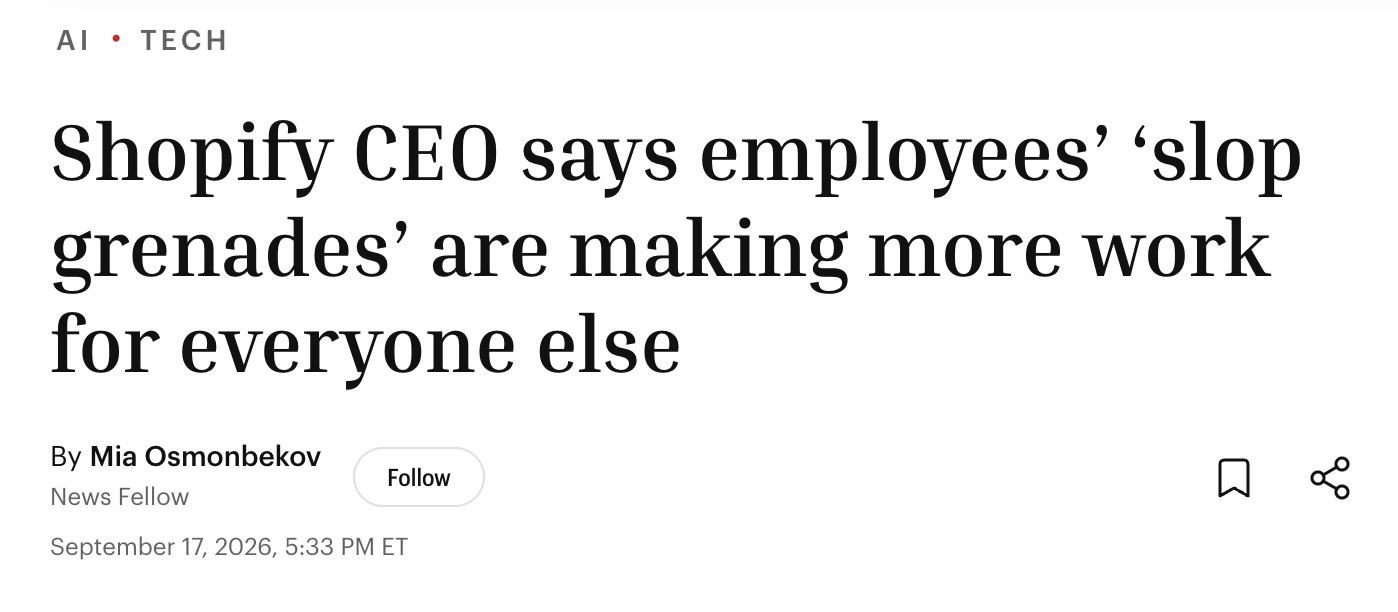 AI • TECH
Shopify CEO says employees’ ‘slop
grenades’ are making more work
for everyone else
By Mia Osmonbekov
Follow
News Fellow
September 17, 2026, 5:33 PM ET